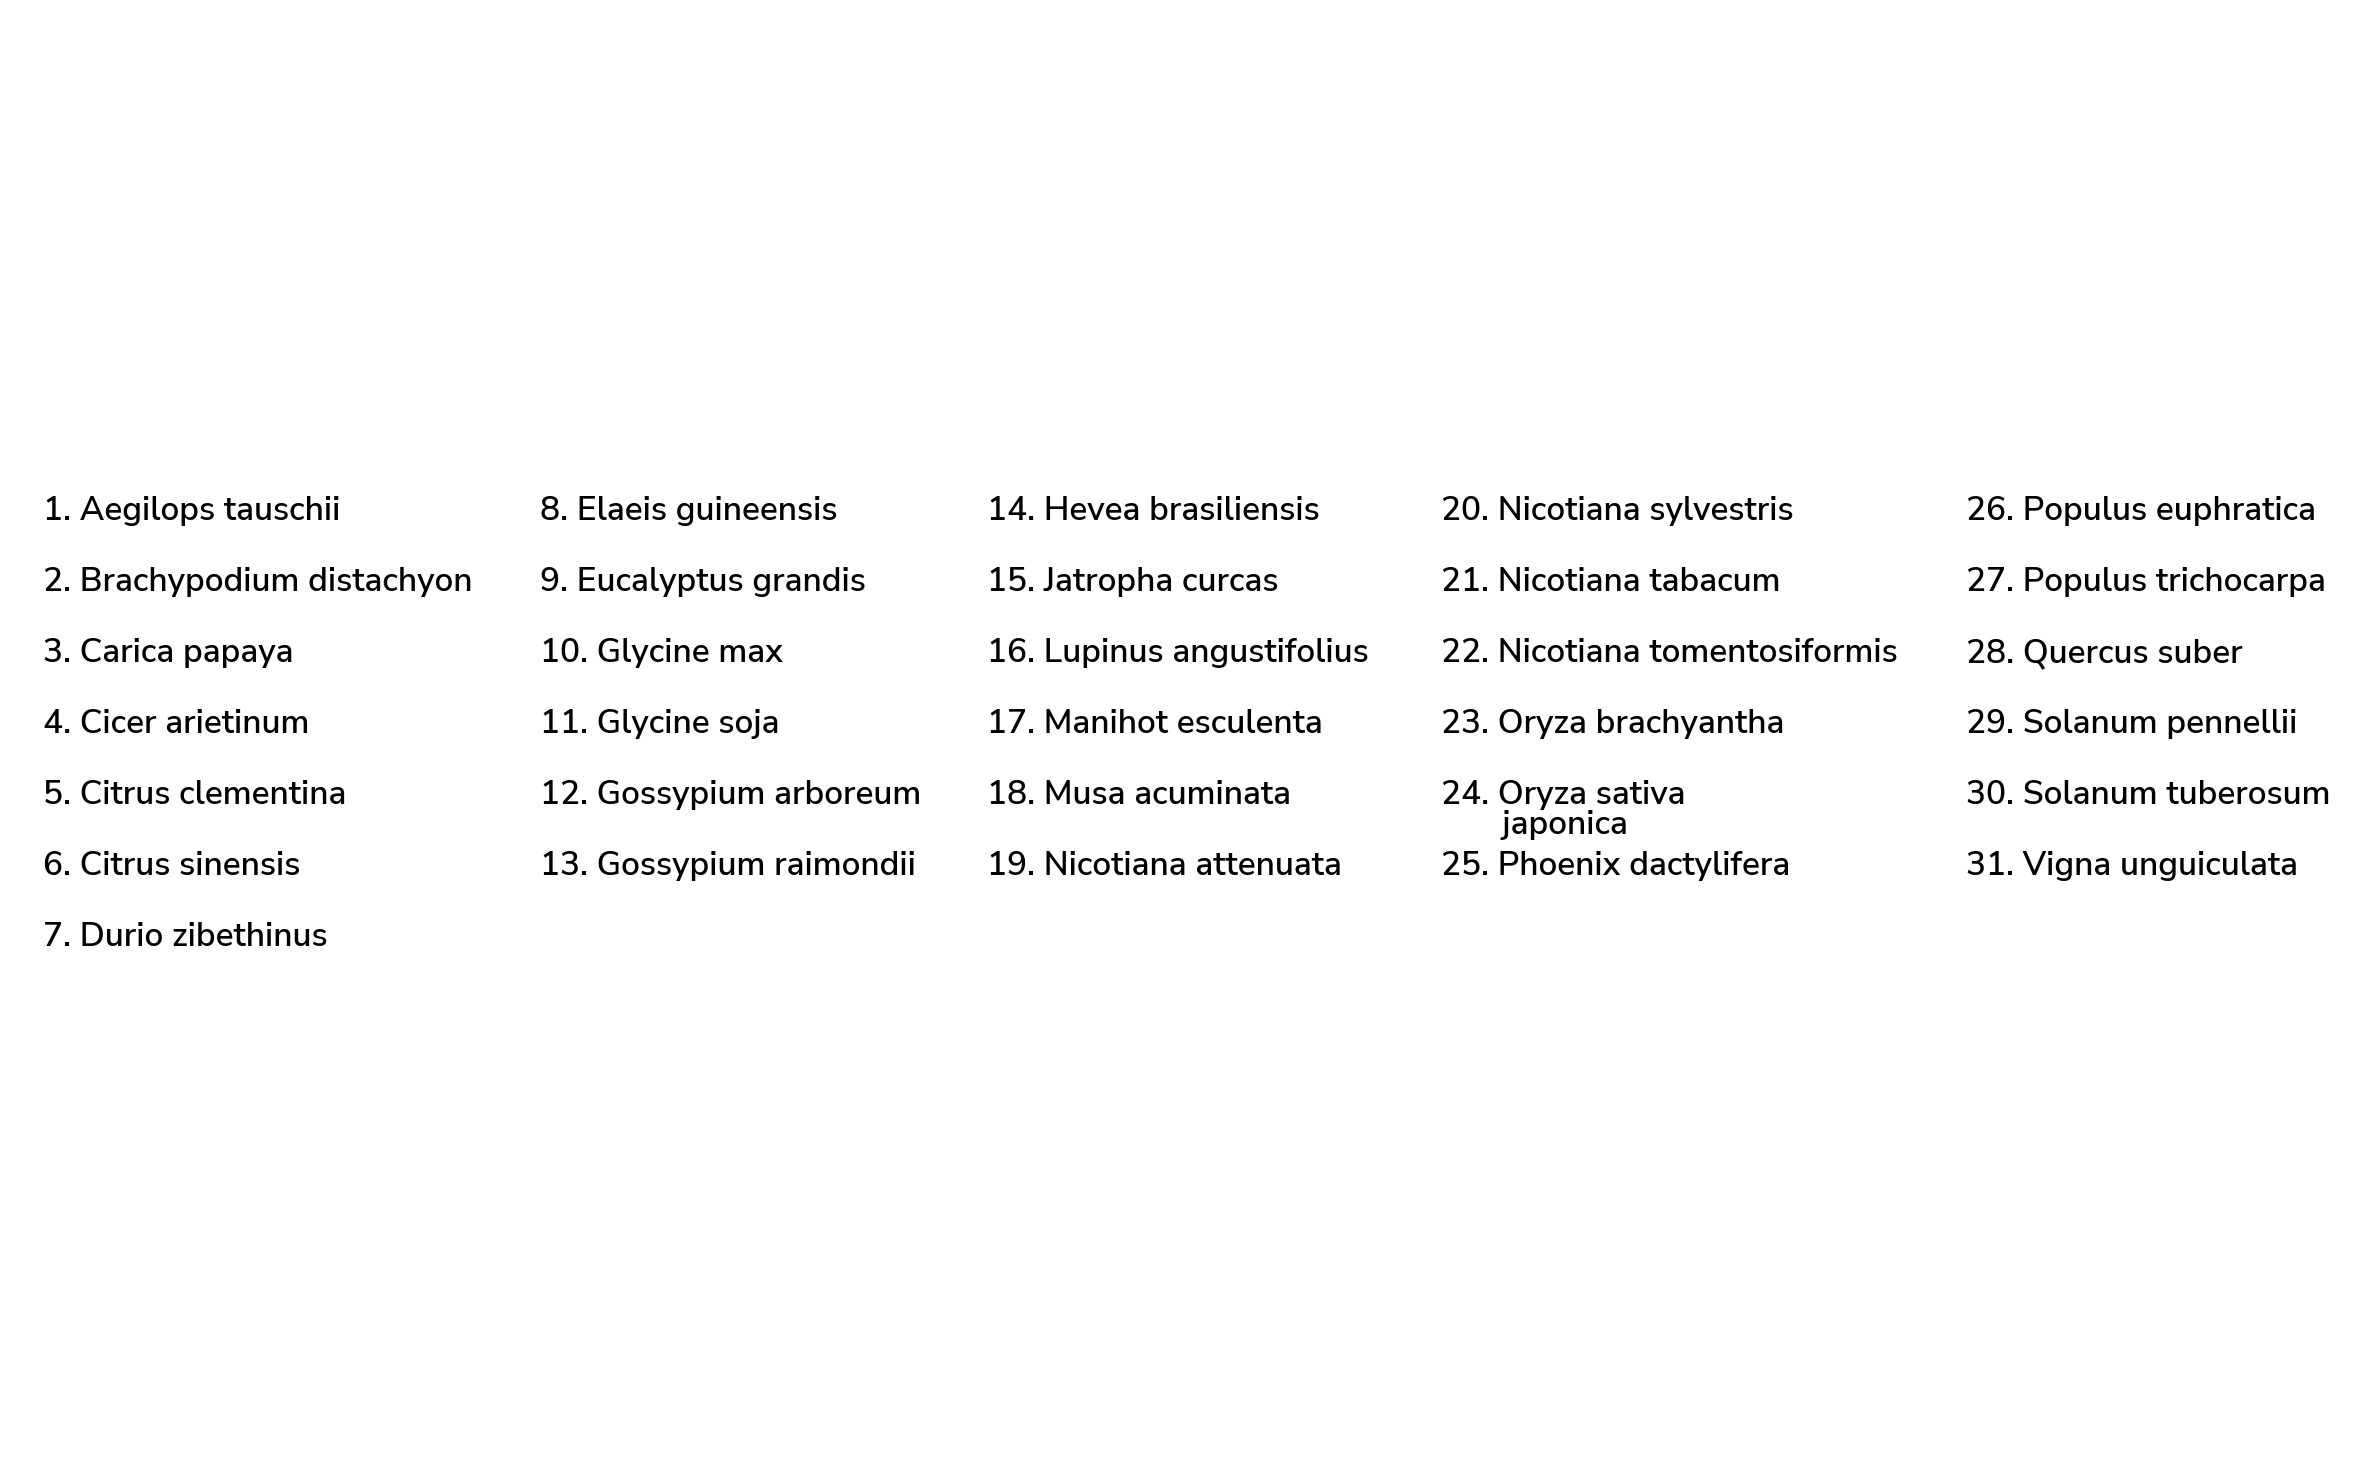 1. Aegilops tauschii
2. Brachypodium distachyon
3. Carica papaya
4. Cicer arietinum
5. Citrus clementina
6. Citrus sinensis
7. Durio zibethinus
8. Elaeis guineensis
9. Eucalyptus grandis
10. Glycine max
11. Glycine soja
12. Gossypium arboreum
13. Gossypium raimondii
14. Hevea brasiliensis
15. Jatropha curcas
16. Lupinus angustifolius
17. Manihot esculenta
18. Musa acuminata
19. Nicotiana attenuata
20. Nicotiana sylvestris
21. Nicotiana tabacum
22. Nicotiana tomentosiformis
23. Oryza brachyantha
24. Oryza sativa
japonica
25. Phoenix dactylifera
26. Populus euphratica
27. Populus trichocarpa
28. Quercus suber
29. Solanum pennellii
30. Solanum tuberosum
31. Vigna unguiculata